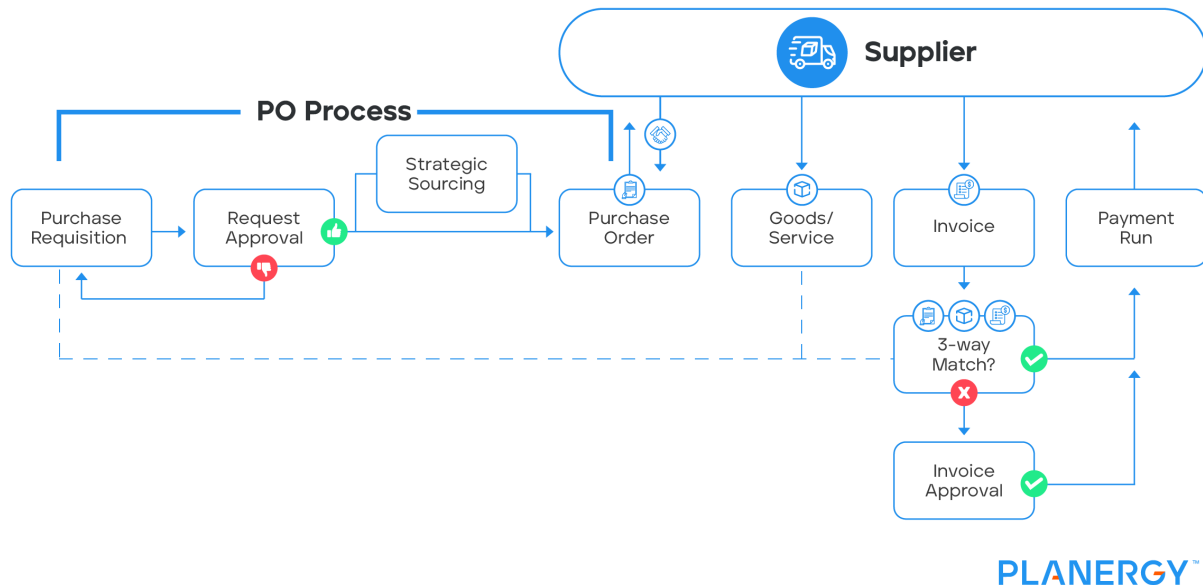 Supplier
PO Process
Strategic
Sourcing
Purchase
Requisition
Request
Approval
Purchase
Order
Goods/
Service
Invoice
Payment
Run
3-way
Match?
Invoice
Approval
PLANERGY™